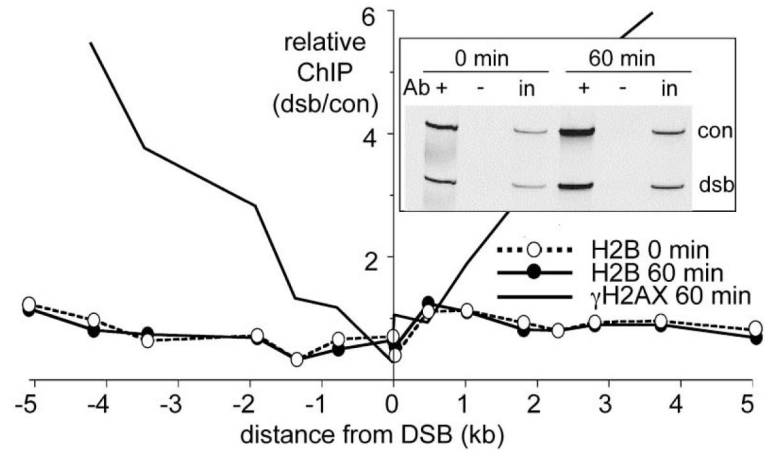 6
relative
ChIP
(dsb/con)
0 min 60 min
Ab + - in + - in
con
dsb
4
2
H2B 0 min
H2B 60 min
γH2AX 60 min
-5 -4 -3 -2 -1 0 1 2 3 4 5
distance from DSB (kb)